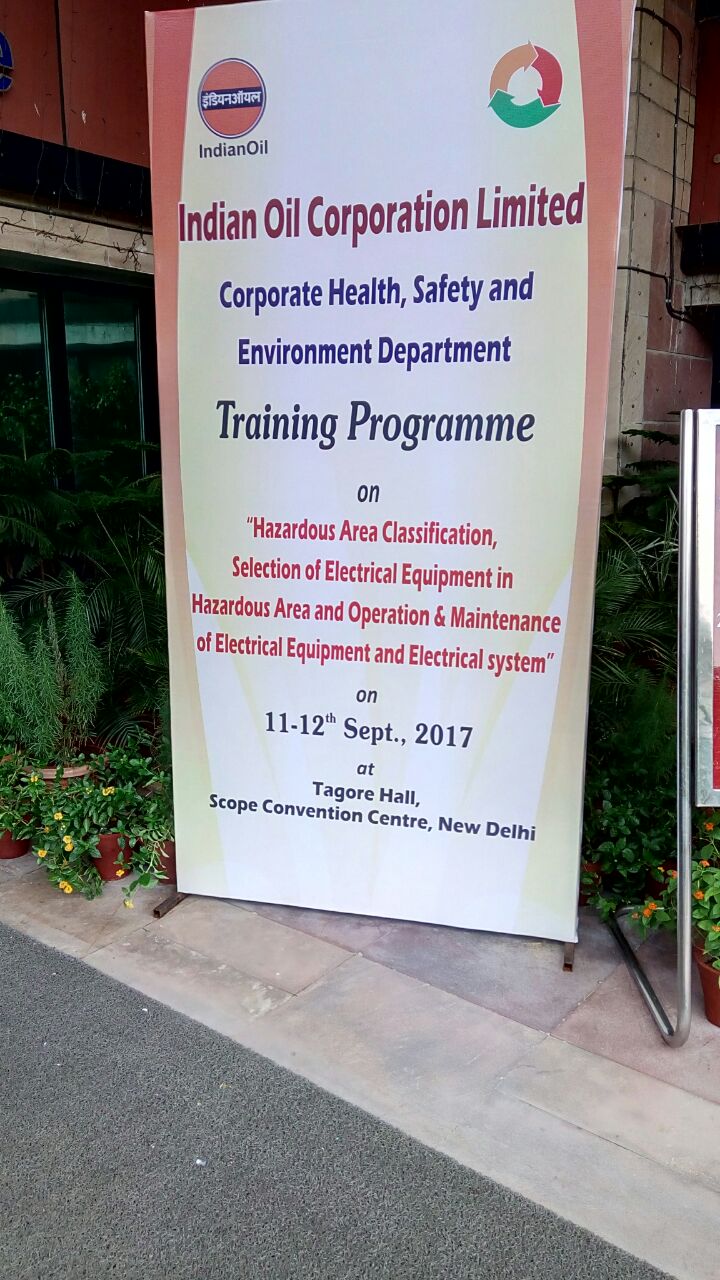 इंडियनऑयल
IndianOil
Indian Oil Corporation Limited
Corporate Health, Safety and
Environment Department
Training Programme
on
“Hazardous Area Classification,
Selection of Electrical Equipment in
Hazardous Area and Operation & Maintenance
of Electrical Equipment and Electrical system”
on
11-12th Sept., 2017
at
Tagore Hall,
Scope Convention Centre, New Delhi